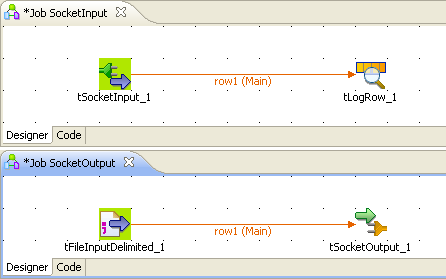 *Job SocketInput
row1 (Main)
tSocketInput_1
tLogRow_1
Designer
Code
*Job SocketOutput
row1 (Main)
tFileInputDelimited_1
tSocketOutput_1
Designer
Code